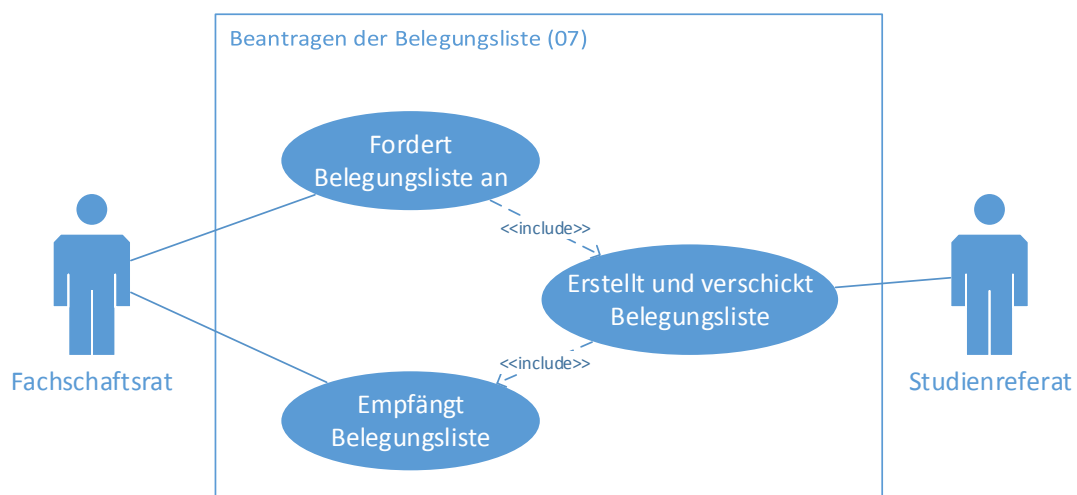 Beantragen der Belegungsliste (07)
Fordert
Belegungsliste an
<<include>>
Erstellt und verschickt
Belegungsliste
<<include>>
Fachschaftsrat
Studienreferat
Empfängt
Belegungsliste